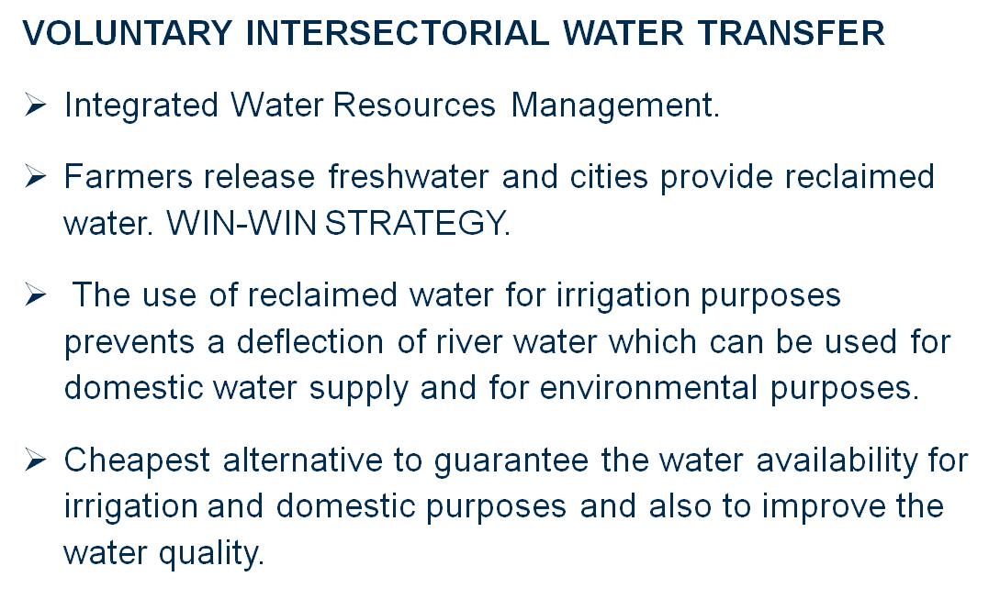 VOLUNTARY INTERSECTORIAL WATER TRANSFER
➢ Integrated Water Resources Management.
➢ Farmers release freshwater and cities provide reclaimed
water. WIN-WIN STRATEGY.
➢ The use of reclaimed water for irrigation purposes
prevents a deflection of river water which can be used for
domestic water supply and for environmental purposes.
➢ Cheapest alternative to guarantee the water availability for
irrigation and domestic purposes and also to improve the
water quality.